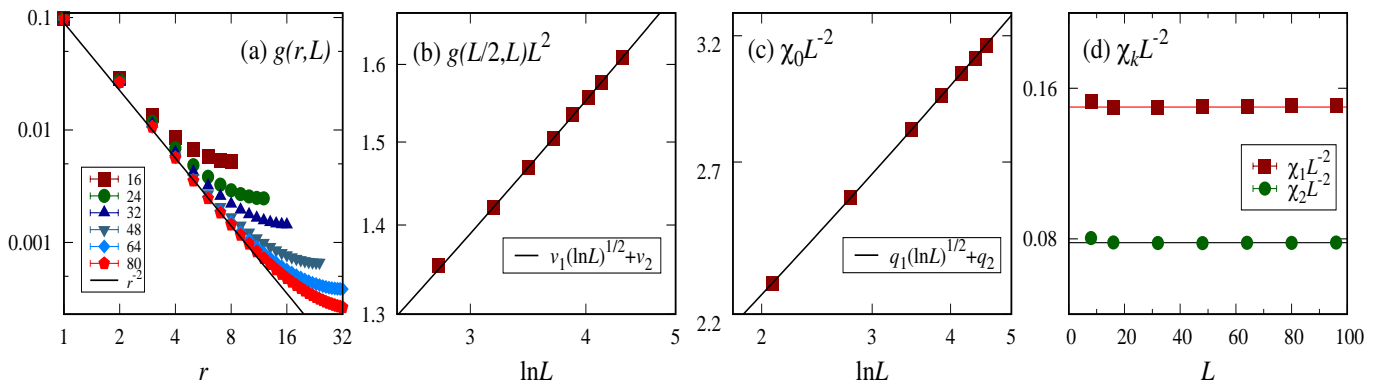 (a) g(r,L)
0.1
0.01
0.001
16
24
32
48
64
80
r⁻²
1 2 4 8 16 32
r
(b) g(L/2,L)L²
1.6
1.5
1.4
1.3
v₁(lnL)^{1/2}+v₂
3 4 5
lnL
(c) χ₀L⁻²
3.2
2.7
2.2
q₁(lnL)^{1/2}+q₂
2 3 4 5
lnL
(d) χₖL⁻²
0.16
0.08
χ₁L⁻²
χ₂L⁻²
0 20 40 60 80 100
L